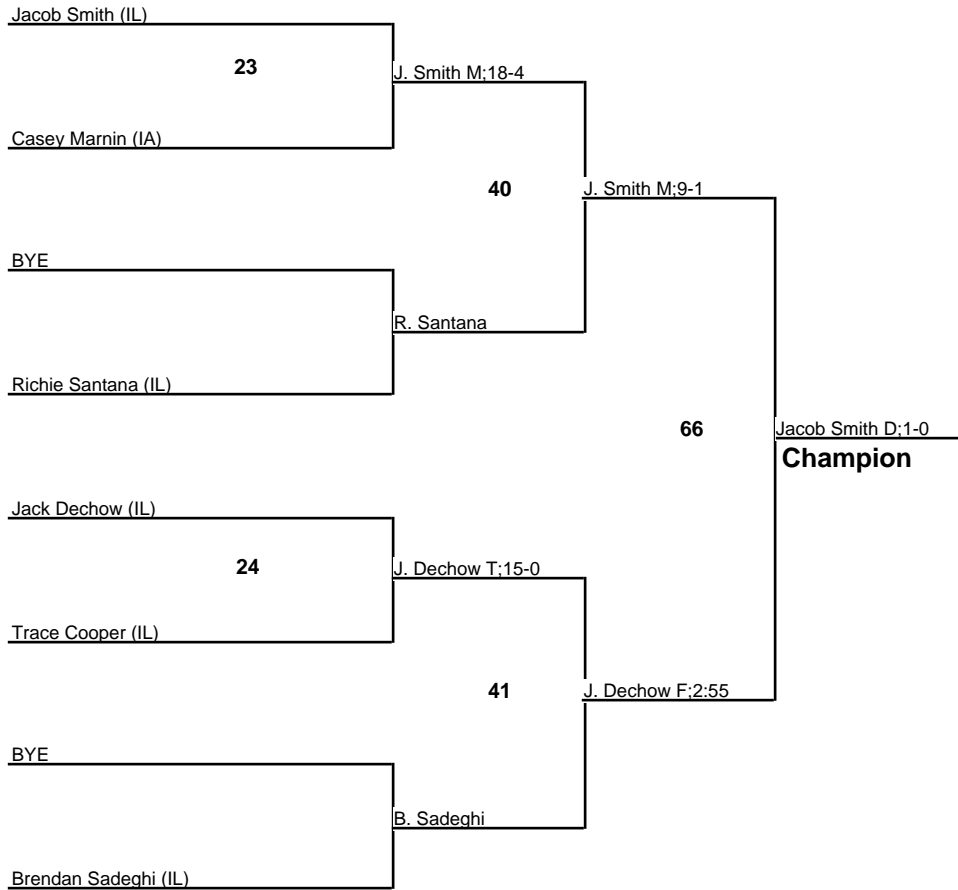 Jacob Smith (IL)
23
J. Smith M;18-4
Casey Marnin (IA)
40
J. Smith M;9-1
BYE
R. Santana
Richie Santana (IL)
66
Jacob Smith D;1-0
Champion
Jack Dechow (IL)
24
J. Dechow T;15-0
Trace Cooper (IL)
41
J. Dechow F;2:55
BYE
B. Sadeghi
Brendan Sadeghi (IL)